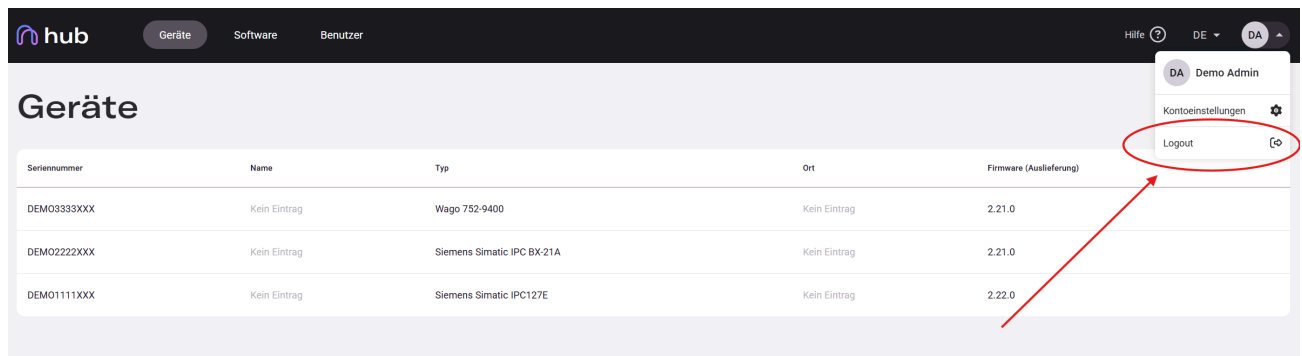 hub Geräte Software Benutzer Hilfe ? DE DA
DA Demo Admin
Geräte
Kontoeinstellungen
Logout
Seriennummer Name Typ Ort Firmware (Auslieferung)
DEMO3333XXX Kein Eintrag Wago 752-9400 Kein Eintrag 2.21.0
DEMO2222XXX Kein Eintrag Siemens Simatic IPC BX-21A Kein Eintrag 2.21.0
DEMO1111XXX Kein Eintrag Siemens Simatic IPC127E Kein Eintrag 2.22.0